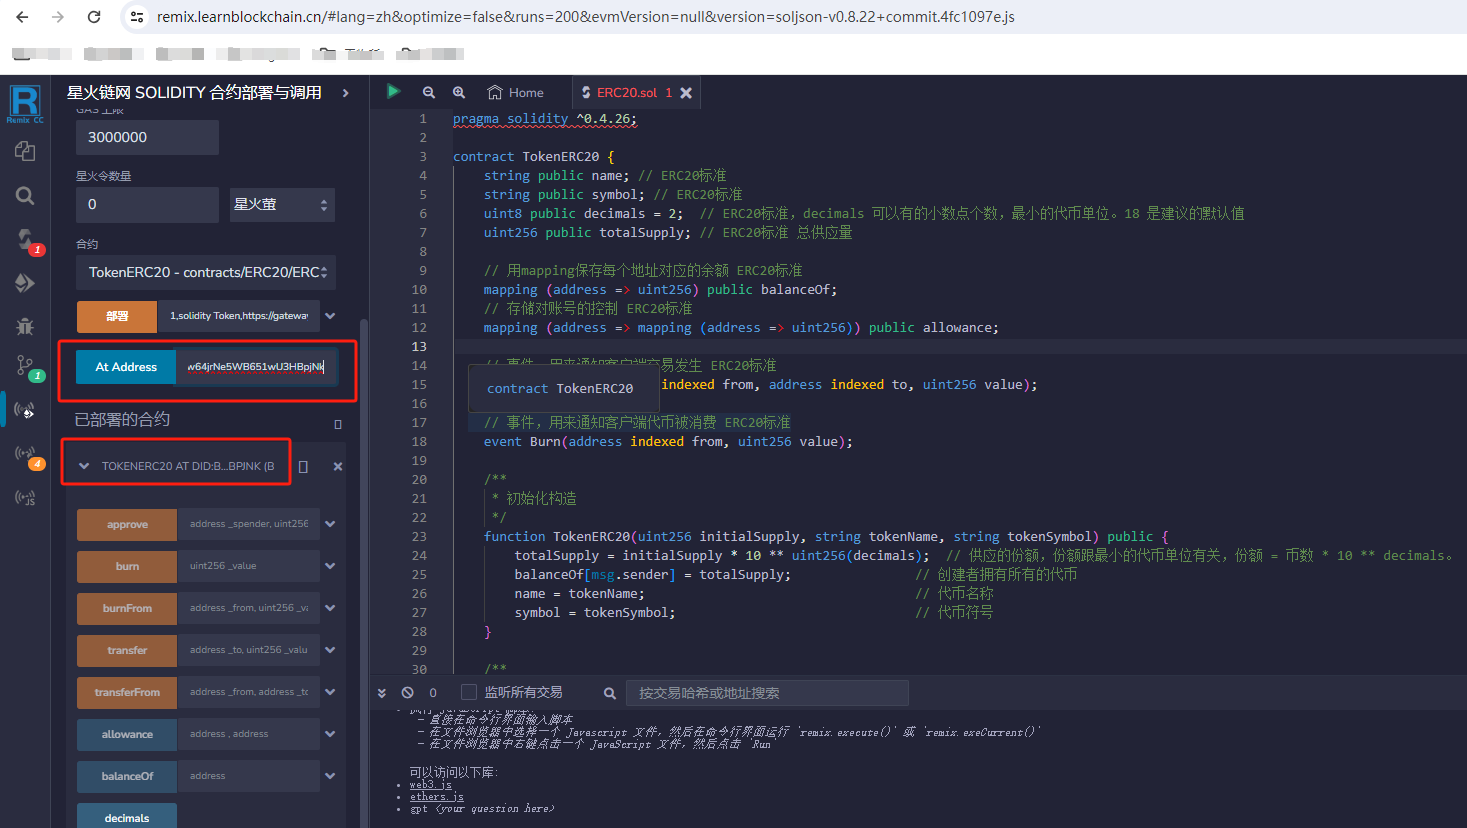 remix.learnblockchain.cn/#lang=zh&optimize=false&runs=200&evmVersion=null&version=soljson-v0.8.22+commit.4fc1097e.js
Remix CC
星火链网 SOLIDITY 合约部署与调用
GAS 上限
3000000
星火令数量
0
星火萤
合约
TokenERC20 - contracts/ERC20/ERC
部署
1,solidity Token,https://gatewa
At Address
w64jrNe5WB651wU3HBpjNk
已部署的合约
TOKENERC20 AT DID:B...BPJNK (B
approve
address _spender, uint256
burn
uint256 _value
burnFrom
address _from, uint256 _va
transfer
address _to, uint256 _valu
transferFrom
address _from, address _to
allowance
address , address
balanceOf
address
decimals
1
1
4
JS
Home
ERC20.sol 1
1 pragma solidity ^0.4.26;
2
3 contract TokenERC20 {
4 string public name; // ERC20标准
5 string public symbol; // ERC20标准
6 uint8 public decimals = 2;  // ERC20标准，decimals 可以有的小数点个数，最小的代币单位。18 是建议的默认值
7 uint256 public totalSupply; // ERC20标准 总供应量
8
9 // 用mapping保存每个地址对应的余额 ERC20标准
10 mapping (address => uint256) public balanceOf;
11 // 存储对账号的控制 ERC20标准
12 mapping (address => mapping (address => uint256)) public allowance;
13
14 // 事件，用来通知客户端交易发生 ERC20标准
15 indexed from, address indexed to, uint256 value);
contract TokenERC20
16
17 // 事件，用来通知客户端代币被消费 ERC20标准
18 event Burn(address indexed from, uint256 value);
19
20 /**
21 * 初始化构造
22 */
23 function TokenERC20(uint256 initialSupply, string tokenName, string tokenSymbol) public {
24 totalSupply = initialSupply * 10 ** uint256(decimals);  // 供应的份额，份额跟最小的代币单位有关，份额 = 币数 * 10 ** decimals。
25 balanceOf[msg.sender] = totalSupply; // 创建者拥有所有的代币
26 name = tokenName; // 代币名称
27 symbol = tokenSymbol; // 代币符号
28 }
29
30 /**
0
监听所有交易
按交易哈希或地址搜索
- 直接在命令行界面输入脚本
- 在文件浏览器中选择一个 Javascript 文件，然后在命令行界面运行 `remix.execute()` 或 `remix.exeCurrent()`
- 在文件浏览器中右键点击一个 JavaScript 文件，然后点击 `Run`
可以访问以下库：
• web3.js
• ethers.js
• gpt <your question here>